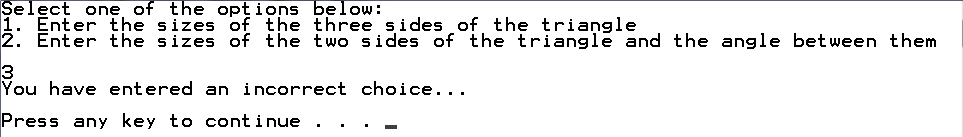 Select one of the options below:
1. Enter the sizes of the three sides of the triangle
2. Enter the sizes of the two sides of the triangle and the angle between them
3
You have entered an incorrect choice...
Press any key to continue . . . _